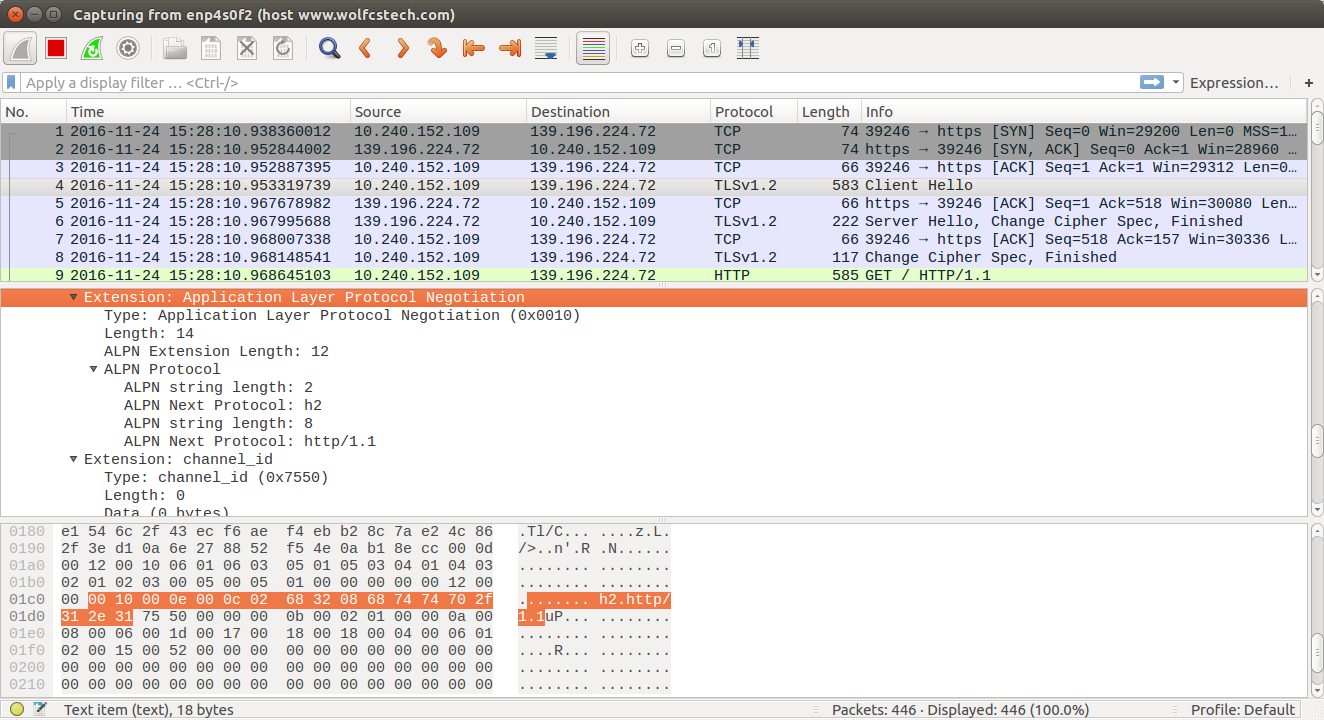 Capturing from enp4s0f2 (host www.wolfcstech.com)
Apply a display filter ... <Ctrl-/>
Expression...
+
No. Time Source Destination Protocol Length Info
1 2016-11-24 15:28:10.938360012 10.240.152.109 139.196.224.72 TCP 74 39246 → https [SYN] Seq=0 Win=29200 Len=0 MSS=1...
2 2016-11-24 15:28:10.952844002 139.196.224.72 10.240.152.109 TCP 74 https → 39246 [SYN, ACK] Seq=0 Ack=1 Win=28960 ...
3 2016-11-24 15:28:10.952887395 10.240.152.109 139.196.224.72 TCP 66 39246 → https [ACK] Seq=1 Ack=1 Win=29312 Len=0...
4 2016-11-24 15:28:10.953319739 10.240.152.109 139.196.224.72 TLSv1.2 583 Client Hello
5 2016-11-24 15:28:10.967678982 139.196.224.72 10.240.152.109 TCP 66 https → 39246 [ACK] Seq=1 Ack=518 Win=30080 Len...
6 2016-11-24 15:28:10.967995688 139.196.224.72 10.240.152.109 TLSv1.2 222 Server Hello, Change Cipher Spec, Finished
7 2016-11-24 15:28:10.968007338 10.240.152.109 139.196.224.72 TCP 66 39246 → https [ACK] Seq=518 Ack=157 Win=30336 L...
8 2016-11-24 15:28:10.968148541 10.240.152.109 139.196.224.72 TLSv1.2 117 Change Cipher Spec, Finished
9 2016-11-24 15:28:10.968645103 10.240.152.109 139.196.224.72 HTTP 585 GET / HTTP/1.1
Extension: Application Layer Protocol Negotiation
Type: Application Layer Protocol Negotiation (0x0010)
Length: 14
ALPN Extension Length: 12
ALPN Protocol
ALPN string length: 2
ALPN Next Protocol: h2
ALPN string length: 8
ALPN Next Protocol: http/1.1
Extension: channel_id
Type: channel_id (0x7550)
Length: 0
Data (0 bytes)
0180 e1 54 6c 2f 43 ec f6 ae f4 eb b2 8c 7a e2 4c 86 .Tl/C... ....z.L.
0190 2f 3e d1 0a 6e 27 88 52 f5 4e 0a b1 8e cc 00 0d />..n'.R .N......
01a0 00 12 00 10 06 01 06 03 05 01 05 03 04 01 04 03 ........ ........
01b0 02 01 02 03 00 05 00 05 01 00 00 00 00 00 12 00 ........ ........
01c0 00 00 10 00 0e 00 0c 02 68 32 08 68 74 74 70 2f ........ h2.http/
01d0 31 2e 31 75 50 00 00 00 0b 00 02 01 00 00 0a 00 1.1uP... ........
01e0 08 00 06 00 1d 00 17 00 18 00 18 00 04 00 06 01 ........ ........
01f0 02 00 15 00 52 00 00 00 00 00 00 00 00 00 00 00 ....R... ........
0200 00 00 00 00 00 00 00 00 00 00 00 00 00 00 00 00 ........ ........
0210 00 00 00 00 00 00 00 00 00 00 00 00 00 00 00 00 ........ ........
Text item (text), 18 bytes
Packets: 446 · Displayed: 446 (100.0%)
Profile: Default